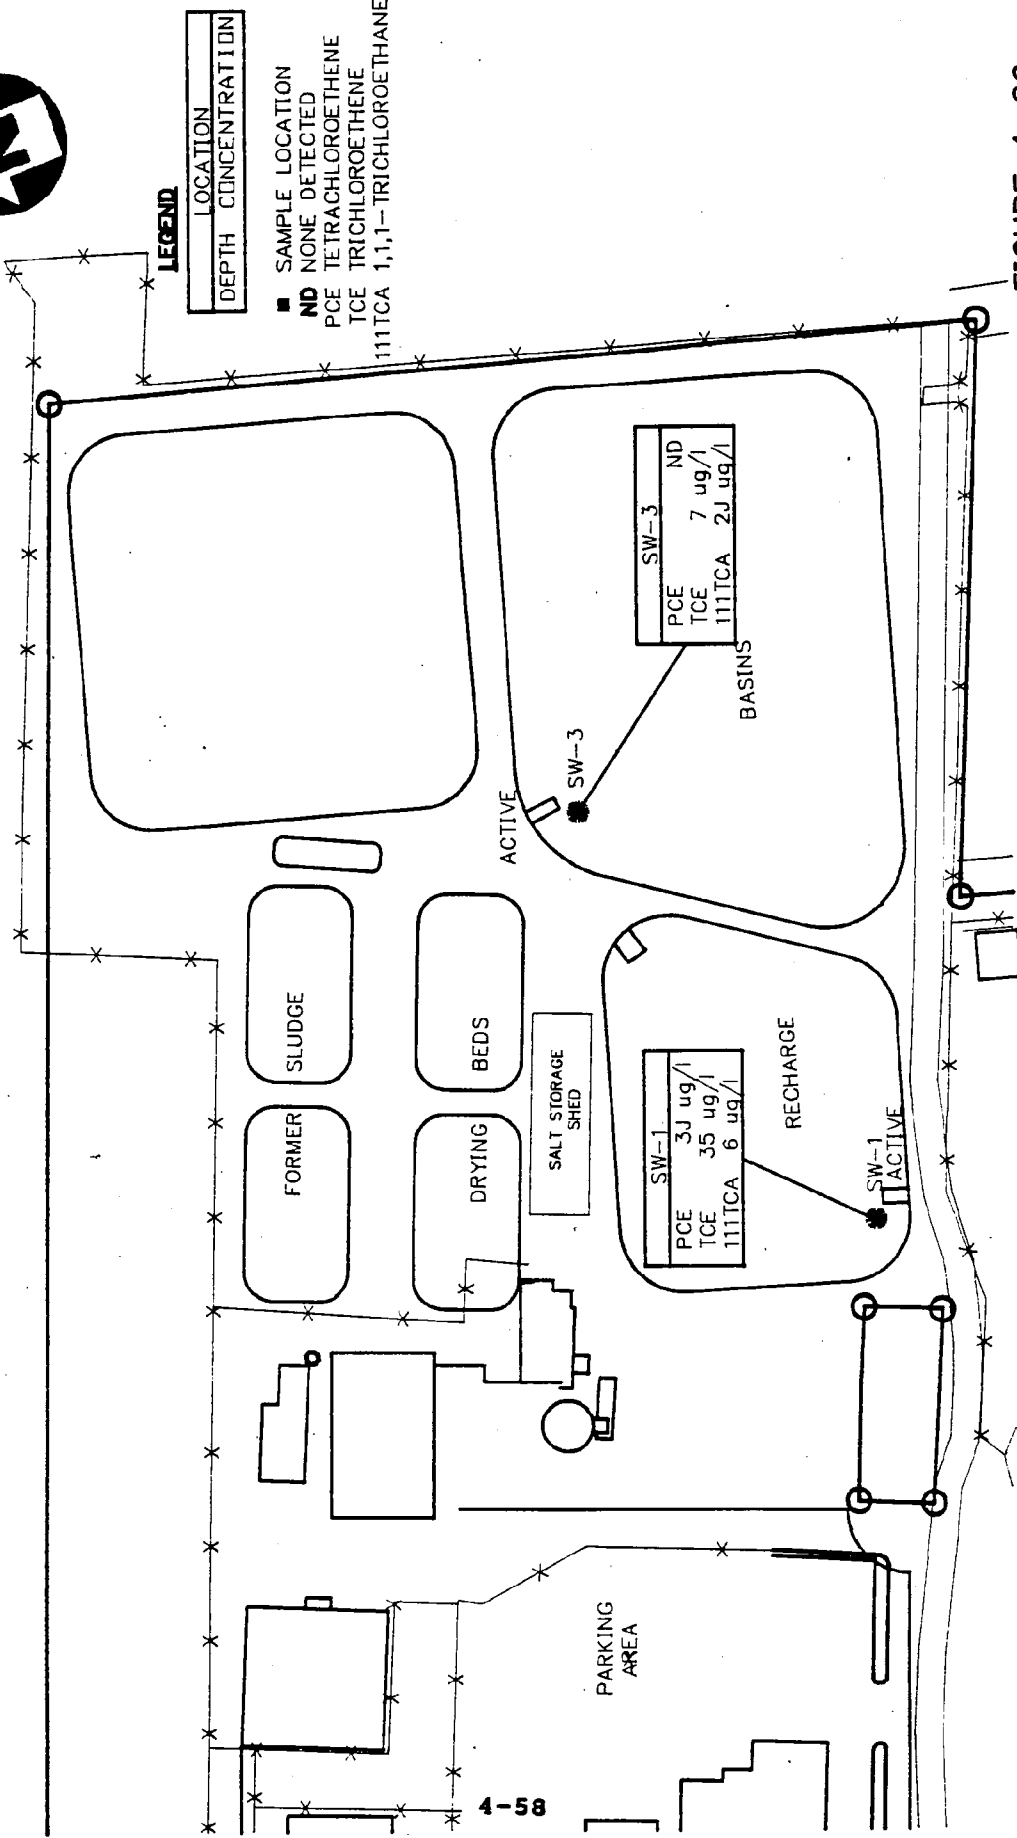 N
LEGEND
LOCATION
DEPTH CONCENTRATION
■ SAMPLE LOCATION
ND NONE DETECTED
PCE TETRACHLOROETHENE
TCE TRICHLOROETHENE
111TCA 1,1,1-TRICHLOROETHANE
SW-3
PCE ND
TCE 7 ug/l
111TCA 2J ug/l
SW-3
ACTIVE
BASINS
SLUDGE
BEDS
FORMER
DRYING
SALT STORAGE
SHED
SW-1
PCE 3J ug/l
TCE 35 ug/l
111TCA 6 ug/l
RECHARGE
SW-1
ACTIVE
PARKING
AREA
4-58